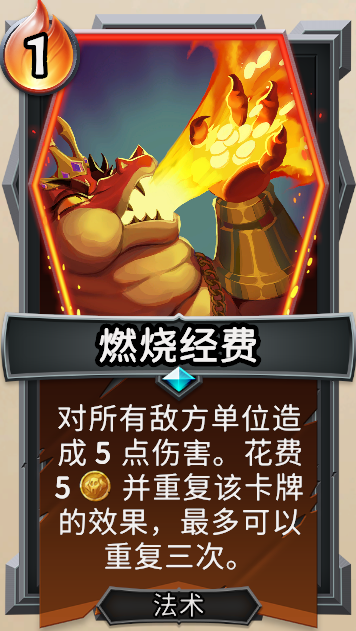 1
燃烧经费
对所有敌方单位造
成 5 点伤害。花费
5 并重复该卡牌
的效果，最多可以
重复三次。
法术